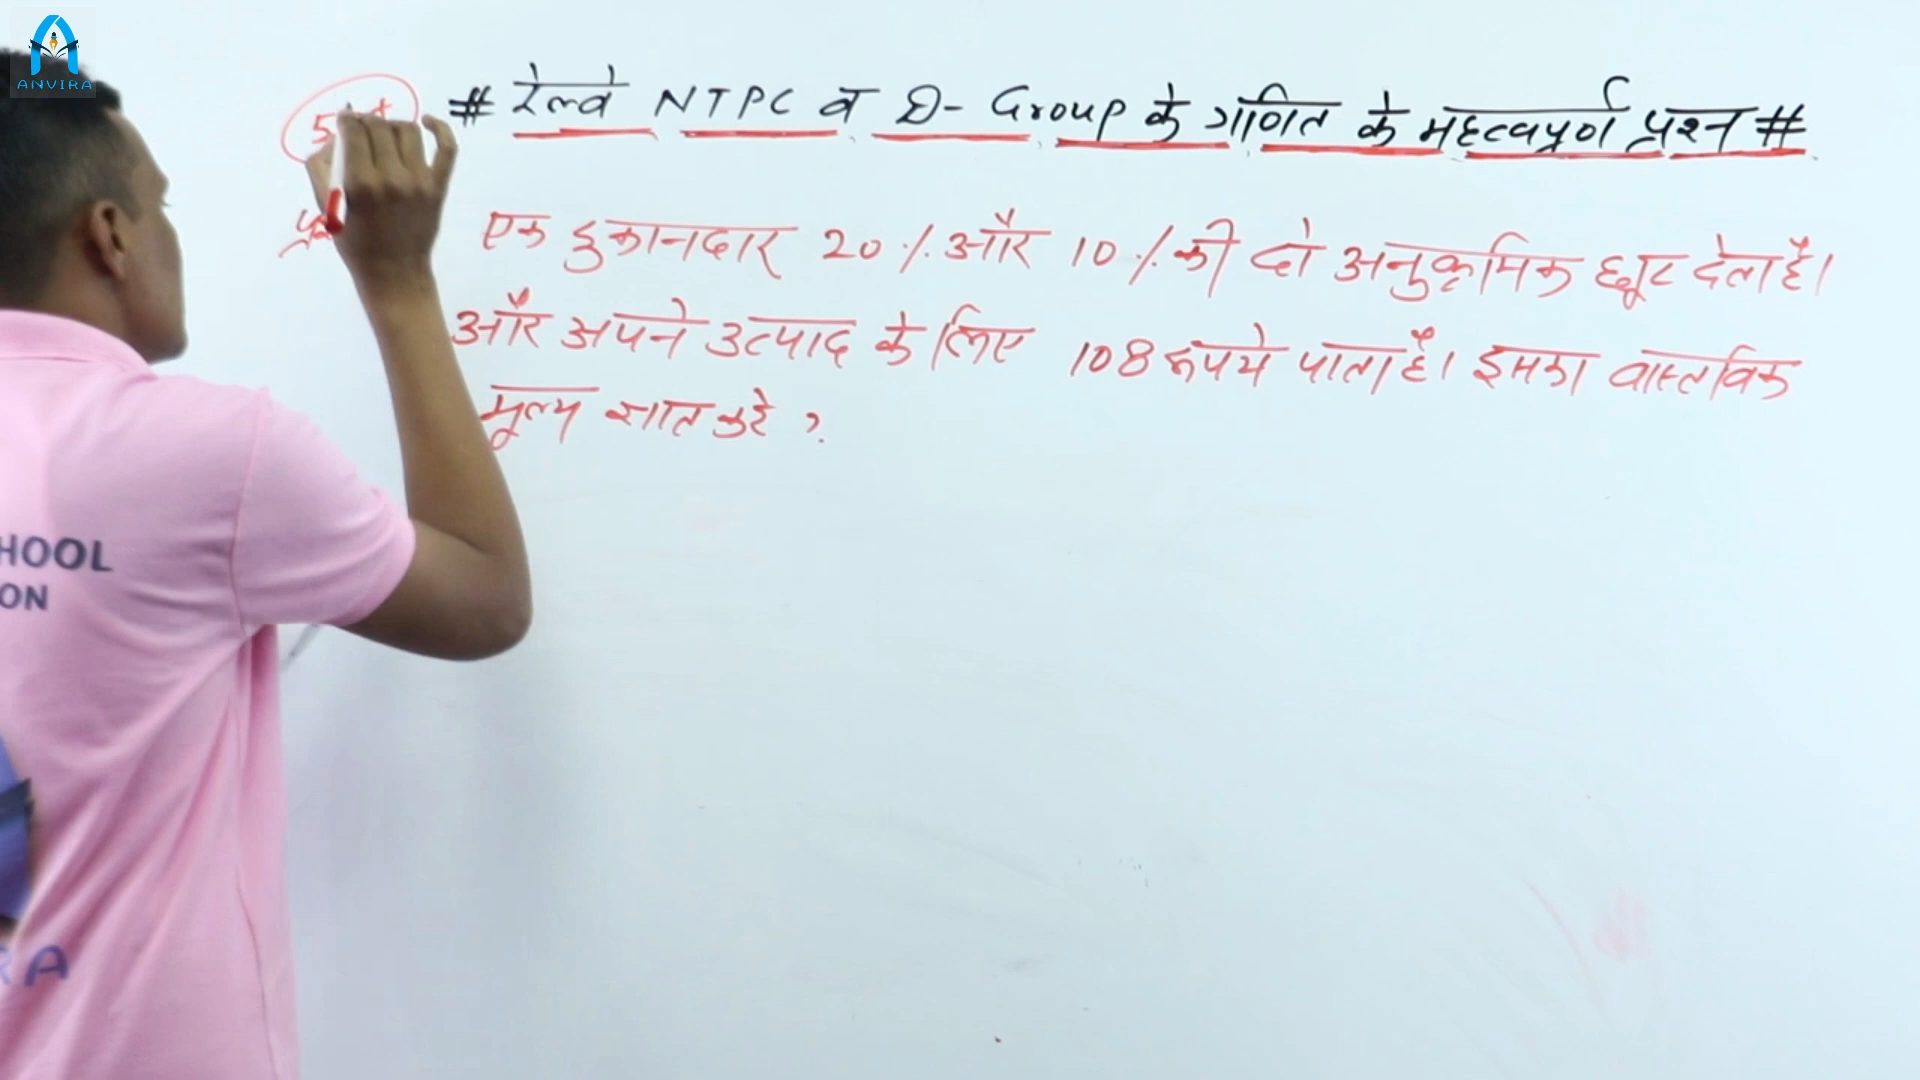 ANVIRA
# रेल्वे NTPC व D- Group के गणित के महत्वपूर्ण प्रश्न #
एक दुकानदार 20% और 10% की दो अनुक्रमिक छूट देता है।
और अपने उत्पाद के लिए 108 रूपये पाता है। इसका वास्तविक
मूल्य ज्ञात करे ?
HOOL
ON
RA